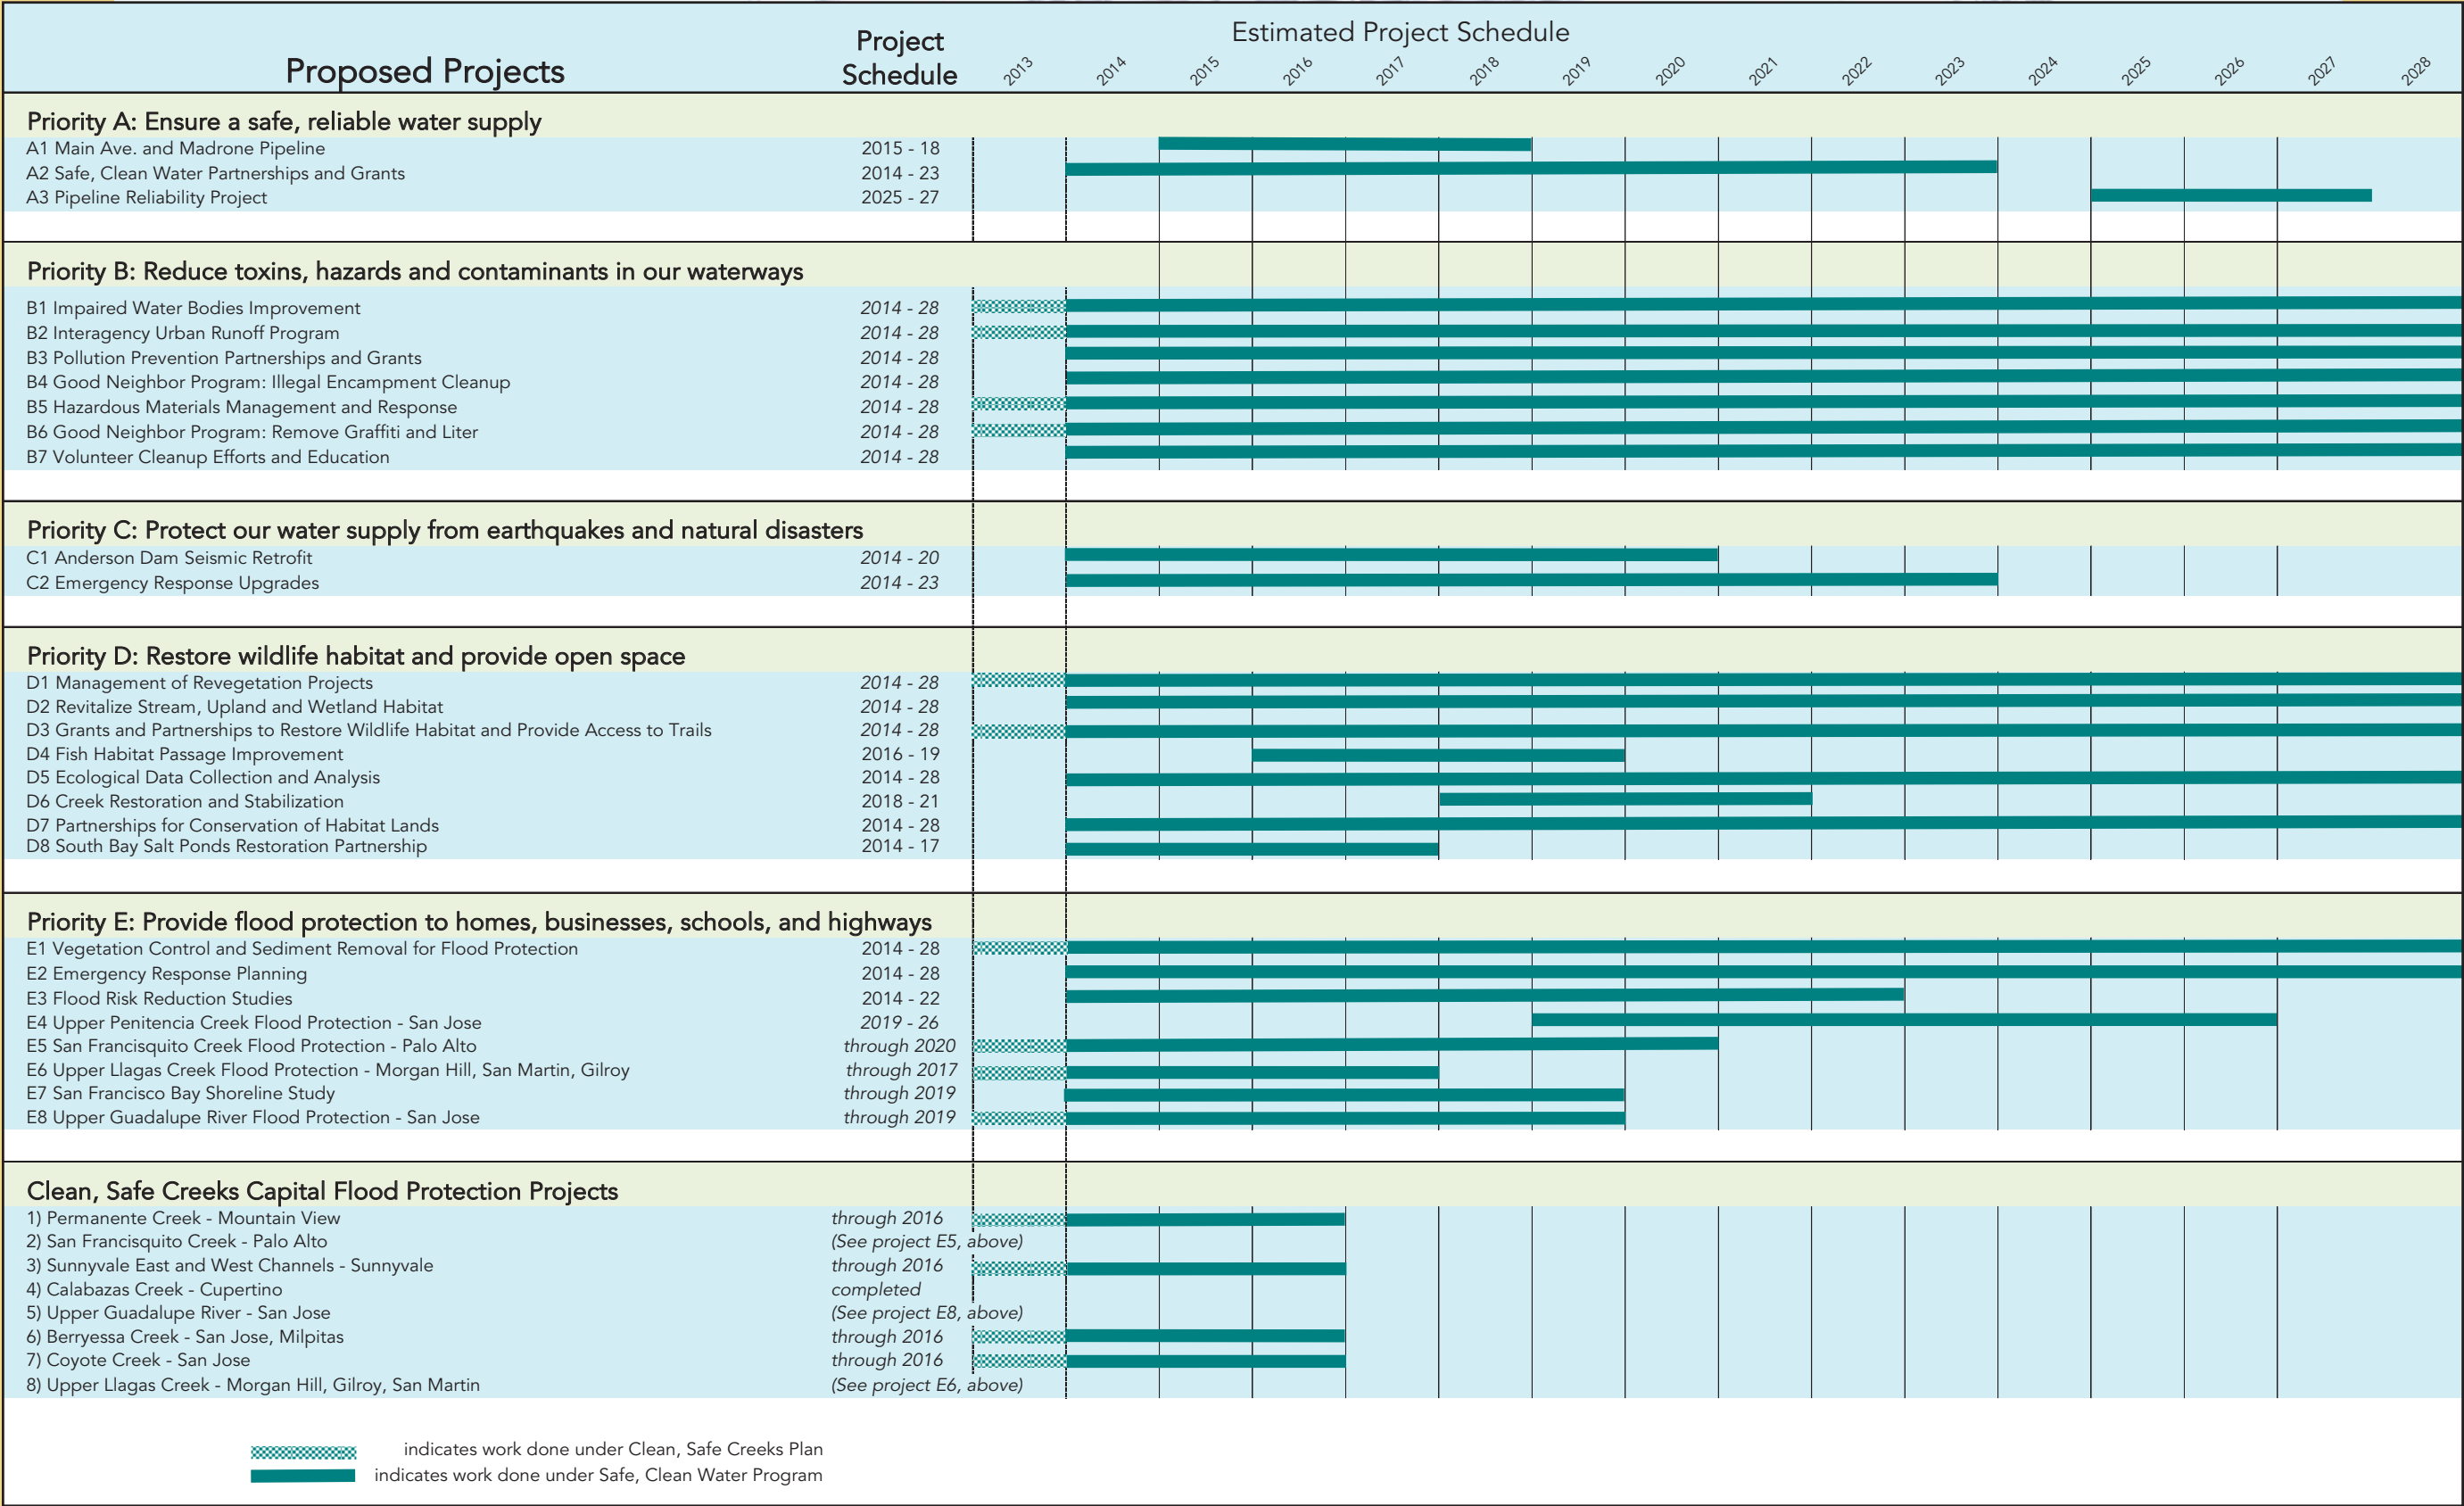 Estimated Project Schedule
Proposed Projects
Project
Schedule
2013 2014 2015 2016 2017 2018 2019 2020 2021 2022 2023 2024 2025 2026 2027 2028
Priority A: Ensure a safe, reliable water supply
A1 Main Ave. and Madrone Pipeline 2015 - 18
A2 Safe, Clean Water Partnerships and Grants 2014 - 23
A3 Pipeline Reliability Project 2025 - 27
Priority B: Reduce toxins, hazards and contaminants in our waterways
B1 Impaired Water Bodies Improvement 2014 - 28
B2 Interagency Urban Runoff Program 2014 - 28
B3 Pollution Prevention Partnerships and Grants 2014 - 28
B4 Good Neighbor Program: Illegal Encampment Cleanup 2014 - 28
B5 Hazardous Materials Management and Response 2014 - 28
B6 Good Neighbor Program: Remove Graffiti and Liter 2014 - 28
B7 Volunteer Cleanup Efforts and Education 2014 - 28
Priority C: Protect our water supply from earthquakes and natural disasters
C1 Anderson Dam Seismic Retrofit 2014 - 20
C2 Emergency Response Upgrades 2014 - 23
Priority D: Restore wildlife habitat and provide open space
D1 Management of Revegetation Projects 2014 - 28
D2 Revitalize Stream, Upland and Wetland Habitat 2014 - 28
D3 Grants and Partnerships to Restore Wildlife Habitat and Provide Access to Trails 2014 - 28
D4 Fish Habitat Passage Improvement 2016 - 19
D5 Ecological Data Collection and Analysis 2014 - 28
D6 Creek Restoration and Stabilization 2018 - 21
D7 Partnerships for Conservation of Habitat Lands 2014 - 28
D8 South Bay Salt Ponds Restoration Partnership 2014 - 17
Priority E: Provide flood protection to homes, businesses, schools, and highways
E1 Vegetation Control and Sediment Removal for Flood Protection 2014 - 28
E2 Emergency Response Planning 2014 - 28
E3 Flood Risk Reduction Studies 2014 - 22
E4 Upper Penitencia Creek Flood Protection - San Jose 2019 - 26
E5 San Francisquito Creek Flood Protection - Palo Alto through 2020
E6 Upper Llagas Creek Flood Protection - Morgan Hill, San Martin, Gilroy through 2017
E7 San Francisco Bay Shoreline Study through 2019
E8 Upper Guadalupe River Flood Protection - San Jose through 2019
Clean, Safe Creeks Capital Flood Protection Projects
1) Permanente Creek - Mountain View through 2016
2) San Francisquito Creek - Palo Alto (See project E5, above)
3) Sunnyvale East and West Channels - Sunnyvale through 2016
4) Calabazas Creek - Cupertino completed
5) Upper Guadalupe River - San Jose (See project E8, above)
6) Berryessa Creek - San Jose, Milpitas through 2016
7) Coyote Creek - San Jose through 2016
8) Upper Llagas Creek - Morgan Hill, Gilroy, San Martin (See project E6, above)
indicates work done under Clean, Safe Creeks Plan
indicates work done under Safe, Clean Water Program